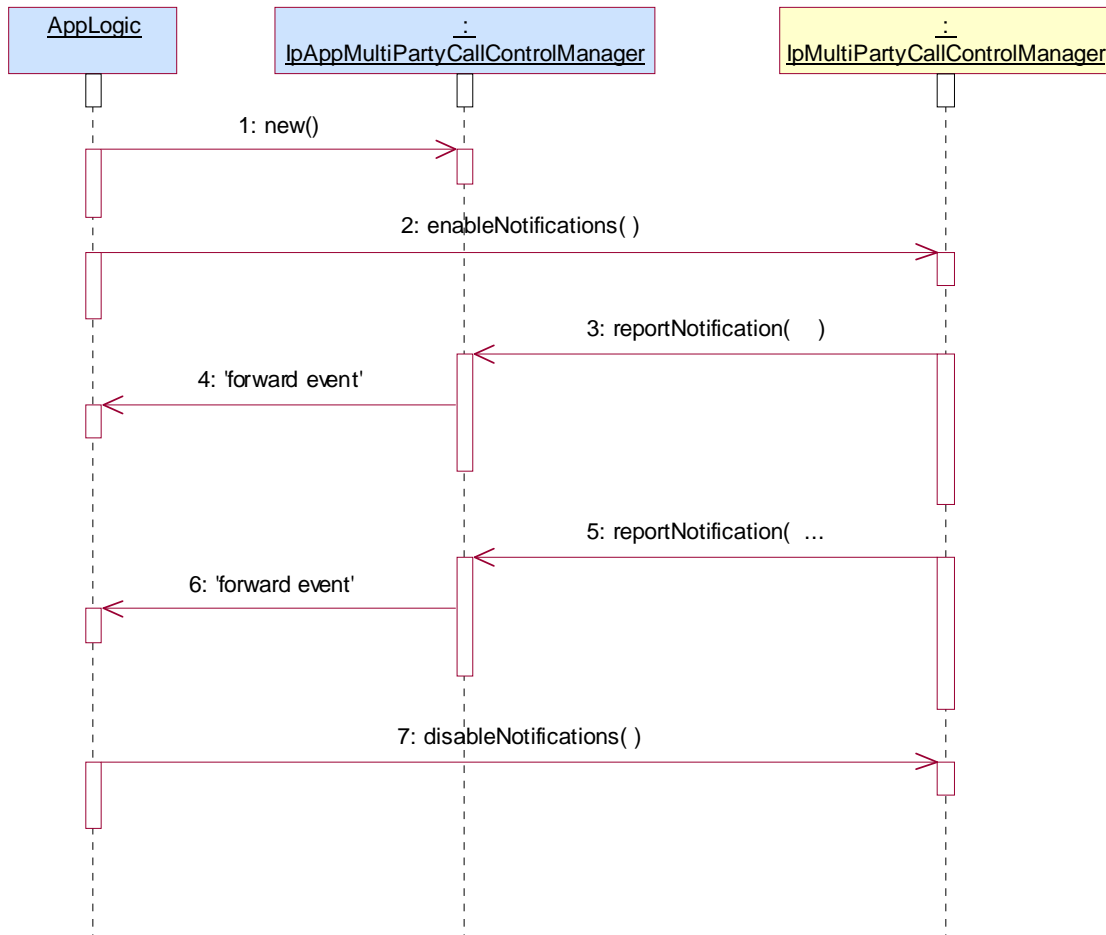 AppLogic
:
IpAppMultiPartyCallControlManager
:
IpMultiPartyCallControlManager
1: new()
2: enableNotifications( )
3: reportNotification(    )
4: 'forward event'
5: reportNotification(  ...
6: 'forward event'
7: disableNotifications( )